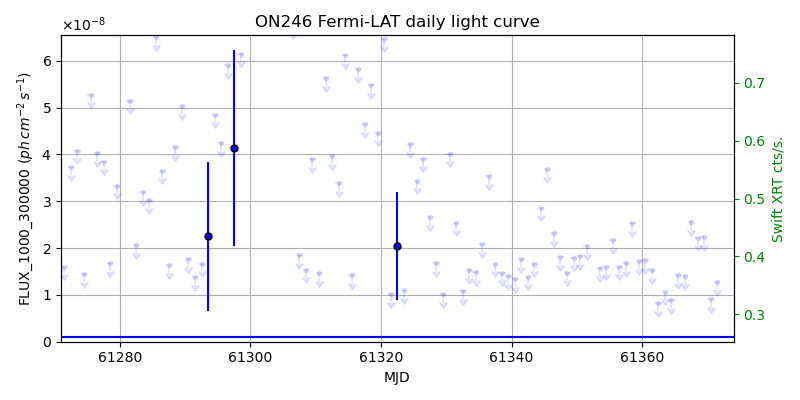 ON246 Fermi-LAT daily light curve
×10⁻⁸
6
5
4
3
2
1
0
FLUX_1000_300000 (ph cm⁻² s⁻¹)
0.7
0.6
0.5
0.4
0.3
Swift XRT cts/s.
61280 61300 61320 61340 61360
MJD